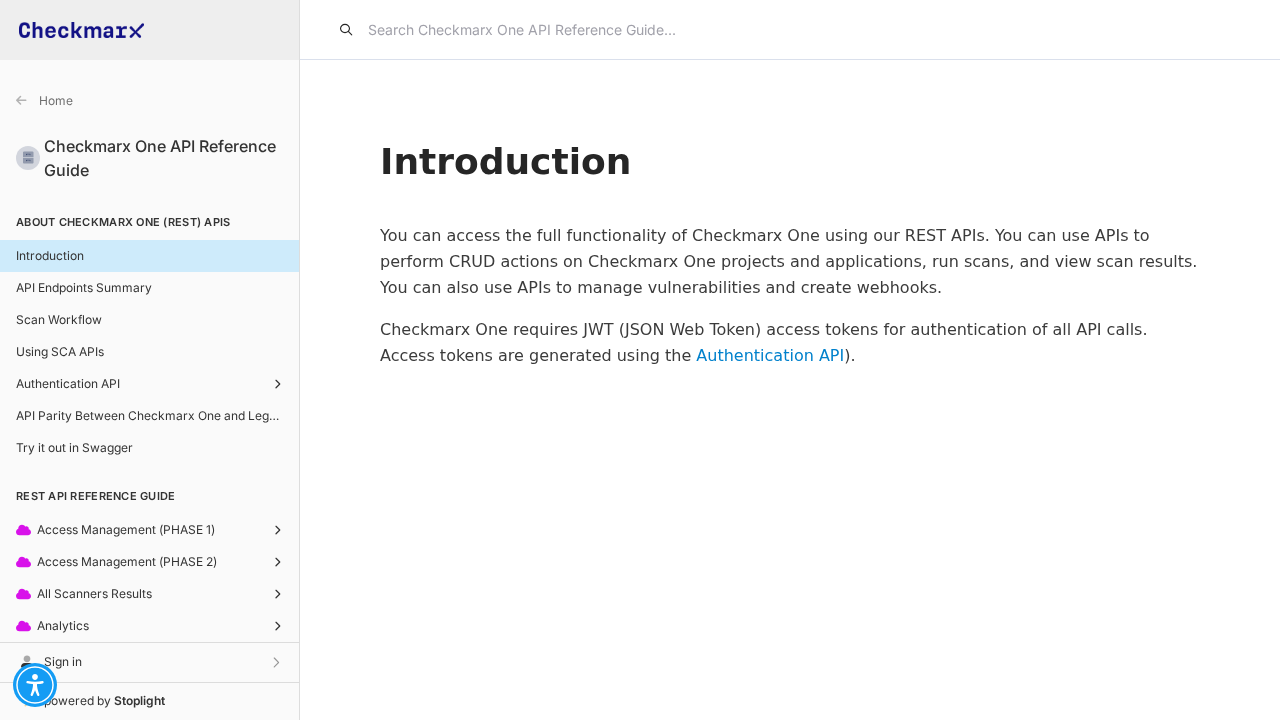 Checkmarx
Search Checkmarx One API Reference Guide...
Home
Checkmarx One API Reference
Guide
ABOUT CHECKMARX ONE (REST) APIS
Introduction
API Endpoints Summary
Scan Workflow
Using SCA APIs
Authentication API
API Parity Between Checkmarx One and Leg...
Try it out in Swagger
REST API REFERENCE GUIDE
Access Management (PHASE 1)
Access Management (PHASE 2)
All Scanners Results
Analytics
Sign in
powered by Stoplight
Introduction
You can access the full functionality of Checkmarx One using our REST APIs. You can use APIs to
perform CRUD actions on Checkmarx One projects and applications, run scans, and view scan results.
You can also use APIs to manage vulnerabilities and create webhooks.
Checkmarx One requires JWT (JSON Web Token) access tokens for authentication of all API calls.
Access tokens are generated using the Authentication API).